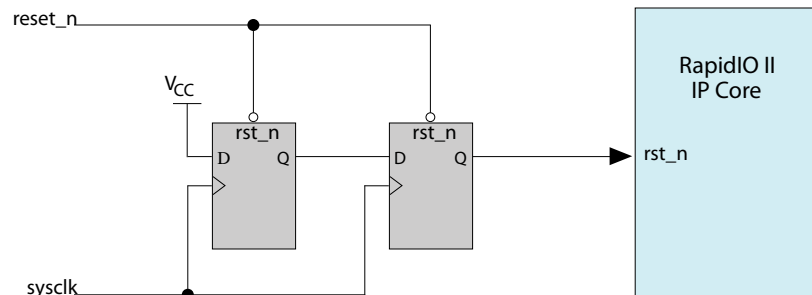 reset_n
RapidIO II
IP Core
VCC
rst_n
rst_n
D
Q
D
Q
rst_n
sysclk